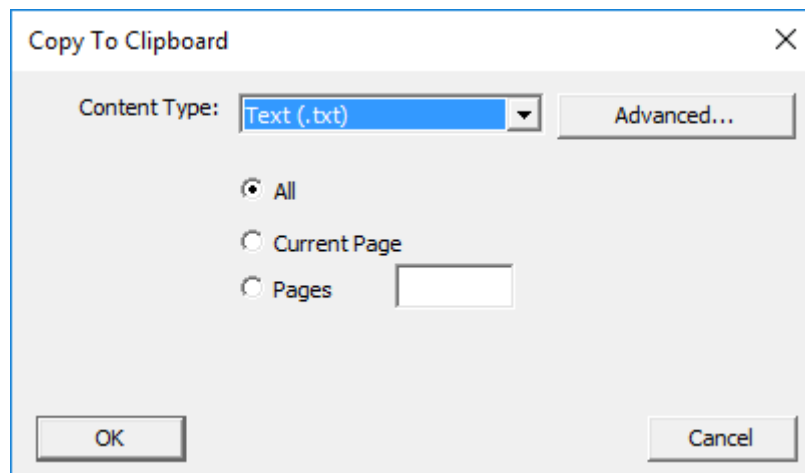 Copy To Clipboard
Content Type: Text (.txt) Advanced...
All
Current Page
Pages
OK Cancel